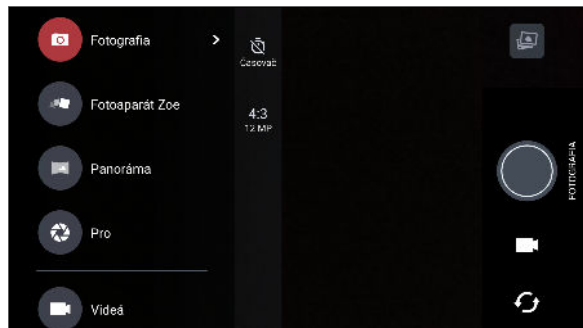 Fotografia
Fotoaparát Zoe
Panoráma
Pro
Videá
Časovač
4:3
12 MP
FOTOGRAFIA